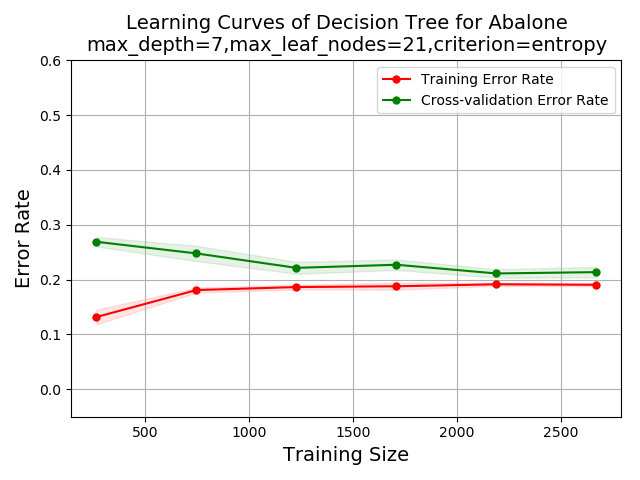 Learning Curves of Decision Tree for Abalone
max_depth=7,max_leaf_nodes=21,criterion=entropy
Training Error Rate
Cross-validation Error Rate
Error Rate
0.6
0.5
0.4
0.3
0.2
0.1
0.0
500 1000 1500 2000 2500
Training Size